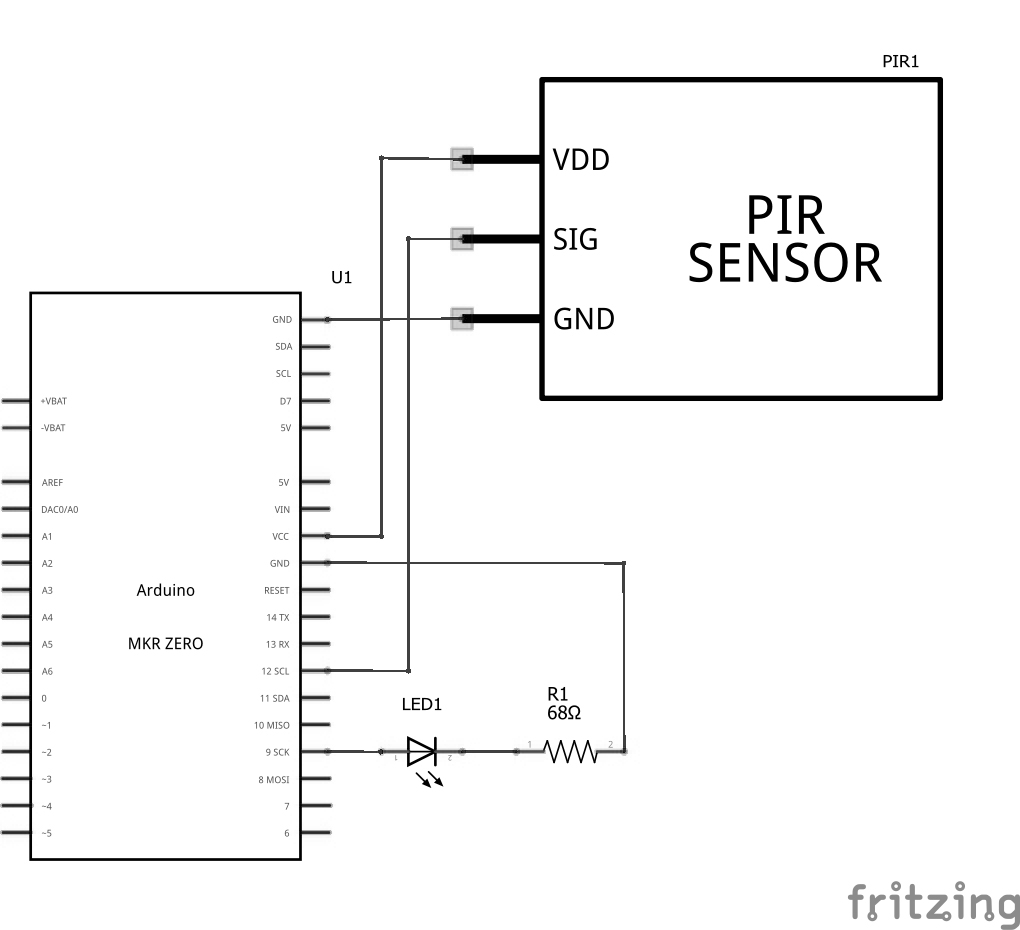 PIR1
VDD
SIG
GND
PIR
SENSOR
U1
GND
SDA
SCL
D7
5V
5V
VIN
VCC
GND
RESET
14 TX
13 RX
12 SCL
11 SDA
10 MISO
9 SCK
8 MOSI
7
6
+VBAT
-VBAT
AREF
DAC0/A0
A1
A2
A3
A4
A5
A6
0
~1
~2
~3
~4
~5
Arduino
MKR ZERO
LED1
1
2
R1
68Ω
1
2
fritzing